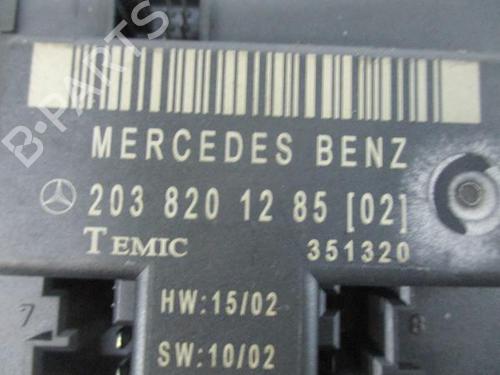 MERCEDES BENZ
203 820 12 85 [02]
TEMIC 351320
HW:15/02
SW:10/02
7
8
B-PARTS